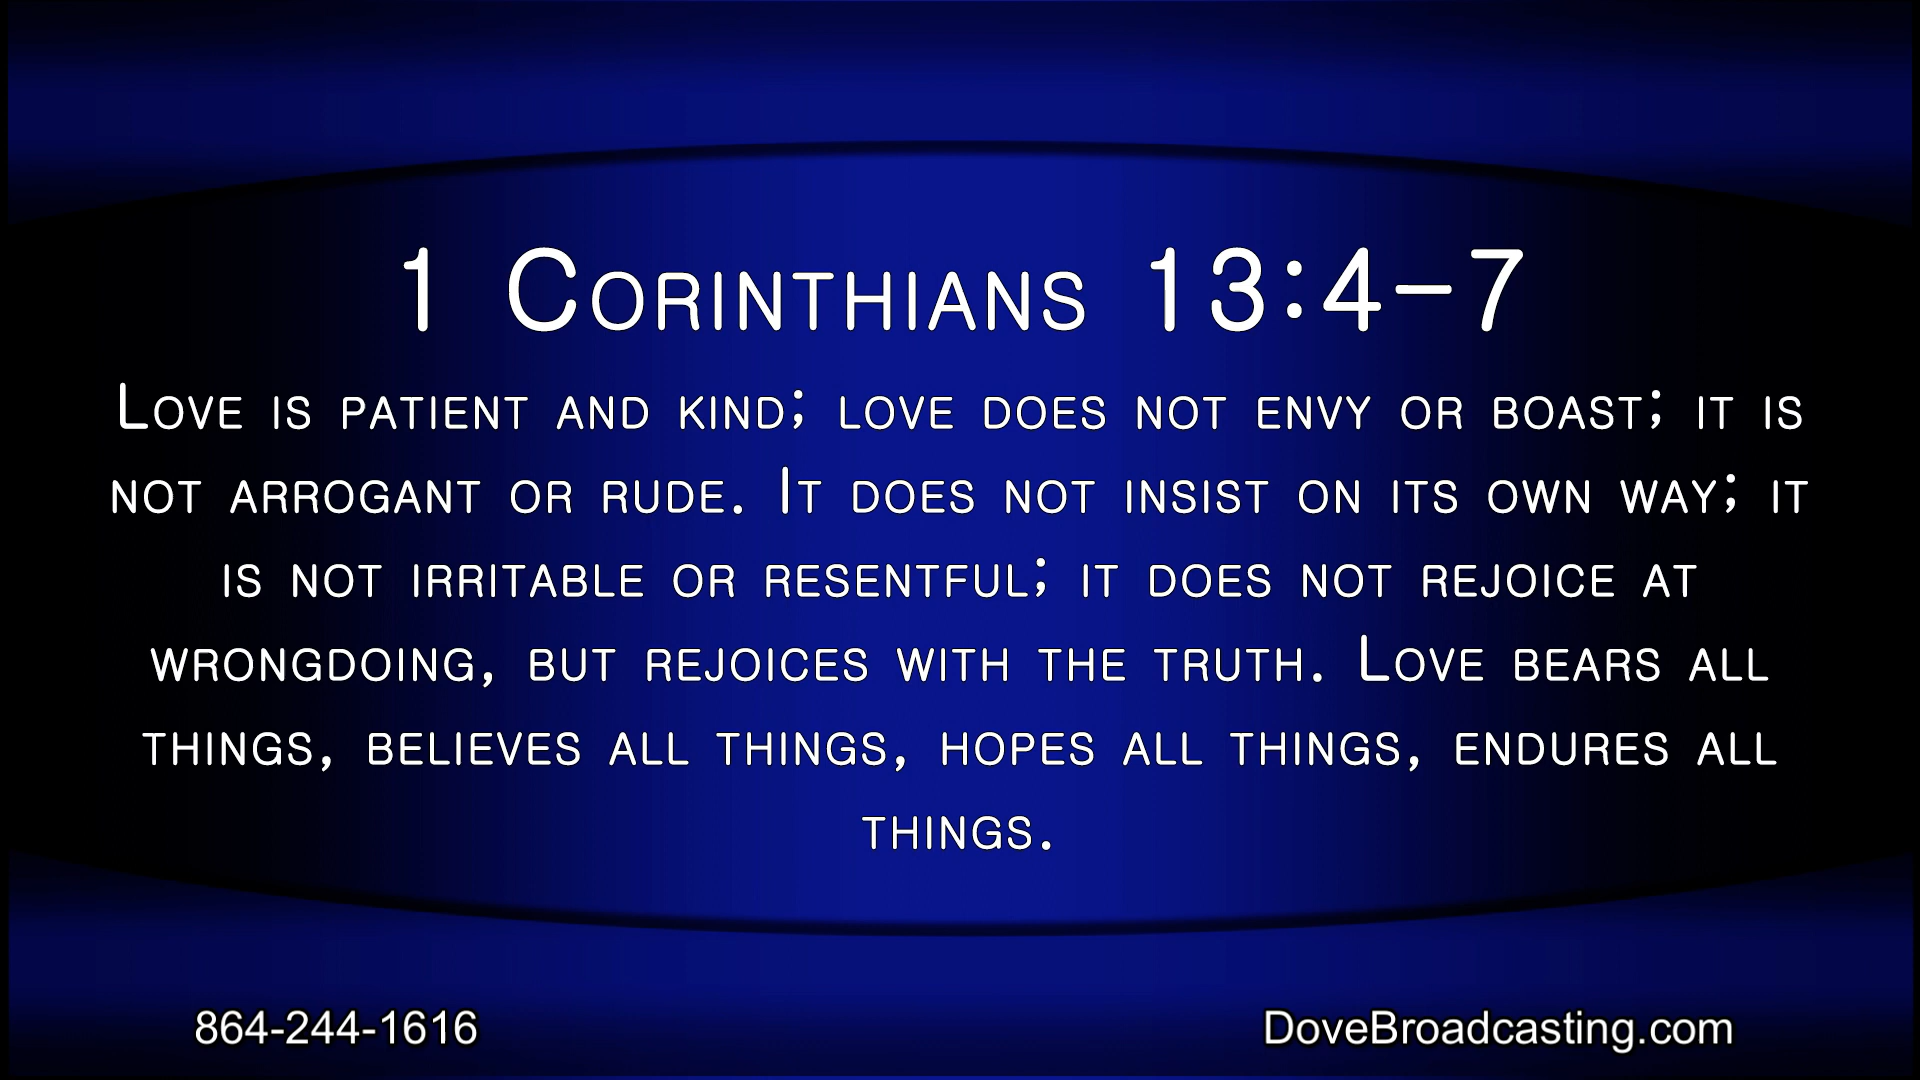 1 Corinthians 13:4-7
Love is patient and kind; love does not envy or boast; it is
not arrogant or rude. It does not insist on its own way; it
is not irritable or resentful; it does not rejoice at
wrongdoing, but rejoices with the truth. Love bears all
things, believes all things, hopes all things, endures all
things.
864-244-1616
DoveBroadcasting.com